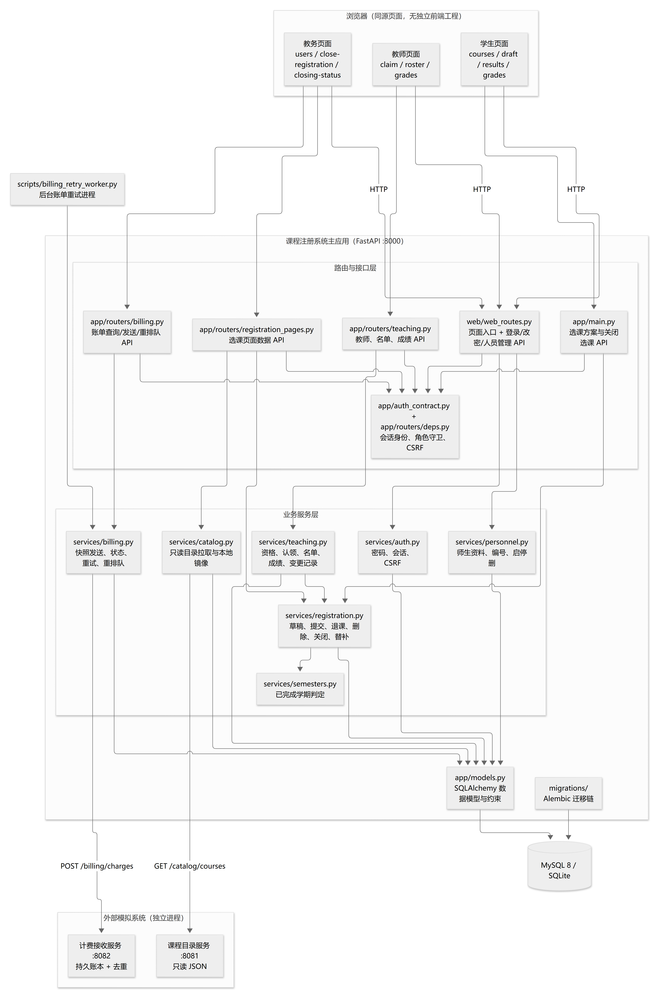 浏览器（同源页面，无独立前端工程）
教务页面
users / close-
registration /
closing-status
教师页面
claim / roster /
grades
学生页面
courses / draft
/ results /
grades
scripts/billing_retry_worker.py
后台账单重试进程
HTTP
HTTP
HTTP
课程注册系统主应用（FastAPI :8000）
路由与接口层
app/routers/billing.py
账单查询/发送/重排队
API
app/routers/registration_pages.py
选课页面数据 API
app/routers/teaching.py
教师、名单、成绩 API
web/web_routes.py
页面入口 + 登录/改
密/人员管理 API
app/main.py
选课方案与关闭
选课 API
app/auth_contract.py
+
app/routers/deps.py
会话身份、角色守卫、
CSRF
业务服务层
services/billing.py
快照发送、状态、
重试、重排队
services/catalog.py
只读目录拉取与本地
镜像
services/teaching.py
资格、认领、名单、
成绩、变更记录
services/auth.py
密码、会话、
CSRF
services/personnel.py
师生资料、编号、启停
删
services/registration.py
草稿、提交、退课、删
除、关闭、替补
services/semesters.py
已完成学期判定
app/models.py
SQLAlchemy 数
据模型与约束
migrations/
Alembic 迁移链
MySQL 8 /
SQLite
POST /billing/charges
GET /catalog/courses
外部模拟系统（独立进程）
计费接收服务
:8082
持久账本 + 去重
课程目录服务
:8081
只读 JSON